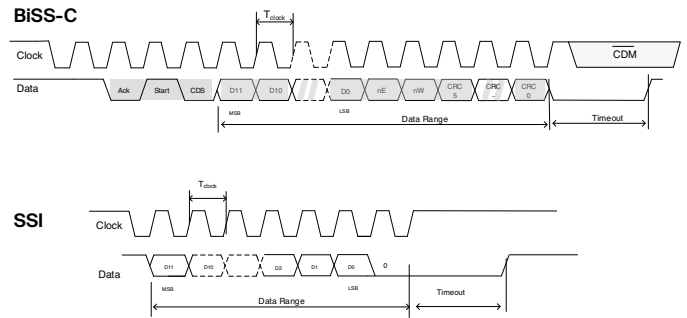 BiSS-C
Tclock
Clock
CDM
Data
Ack Start CDS D11 D10 D0 nE nW CRC 5 CRC .. CRC 0
MSB LSB
Data Range
Timeout
Tclock
SSI
Clock
Data
D11 D10 D2 D1 D0 0
MSB LSB
Data Range
Timeout